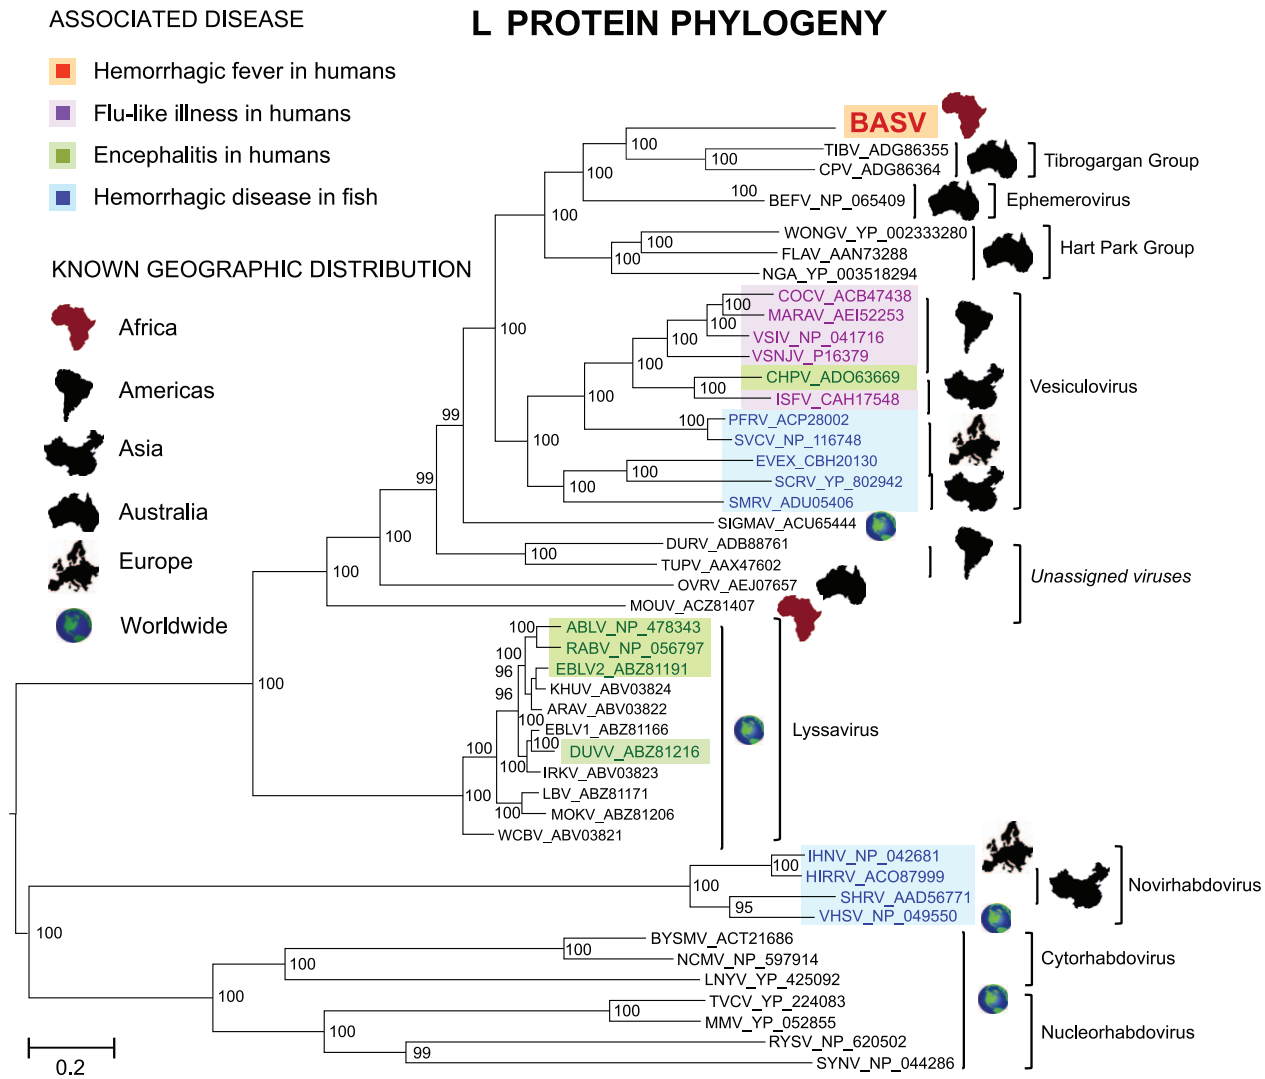 ASSOCIATED DISEASE
L PROTEIN PHYLOGENY
Hemorrhagic fever in humans
Flu-like illness in humans
Encephalitis in humans
Hemorrhagic disease in fish
KNOWN GEOGRAPHIC DISTRIBUTION
Africa
Americas
Asia
Australia
Europe
Worldwide
BASV
100
TIBV_ADG86355
100
CPV_ADG86364
Tibrogargan Group
100
100
BEFV_NP_065409
Ephemerovirus
100
WONGV_YP_002333280
100
FLAV_AAN73288
100
NGA_YP_003518294
Hart Park Group
COCV_ACB47438
100
MARAV_AEI52253
100
VSIV_NP_041716
100
VSNJV_P16379
100
CHPV_ADO63669
100
ISFV_CAH17548
100
PFRV_ACP28002
100
SVCV_NP_116748
100
EVEX_CBH20130
100
SCRV_YP_802942
100
SMRV_ADU05406
Vesiculovirus
100
99
SIGMAV_ACU65444
99
DURV_ADB88761
100
TUPV_AAX47602
100
OVRV_AEJ07657
100
MOUV_ACZ81407
Unassigned viruses
100
ABLV_NP_478343
100
RABV_NP_056797
96
EBLV2_ABZ81191
96
KHUV_ABV03824
ARAV_ABV03822
100
EBLV1_ABZ81166
100
DUVV_ABZ81216
100
100
IRKV_ABV03823
100
LBV_ABZ81171
100
MOKV_ABZ81206
WCBV_ABV03821
Lyssavirus
100
IHNV_NP_042681
100
HIRRV_ACO87999
100
SHRV_AAD56771
95
VHSV_NP_049550
Novirhabdovirus
100
BYSMV_ACT21686
100
NCMV_NP_597914
100
LNYV_YP_425092
Cytorhabdovirus
100
TVCV_YP_224083
100
MMV_YP_052855
100
RYSV_NP_620502
99
SYNV_NP_044286
Nucleorhabdovirus
0.2